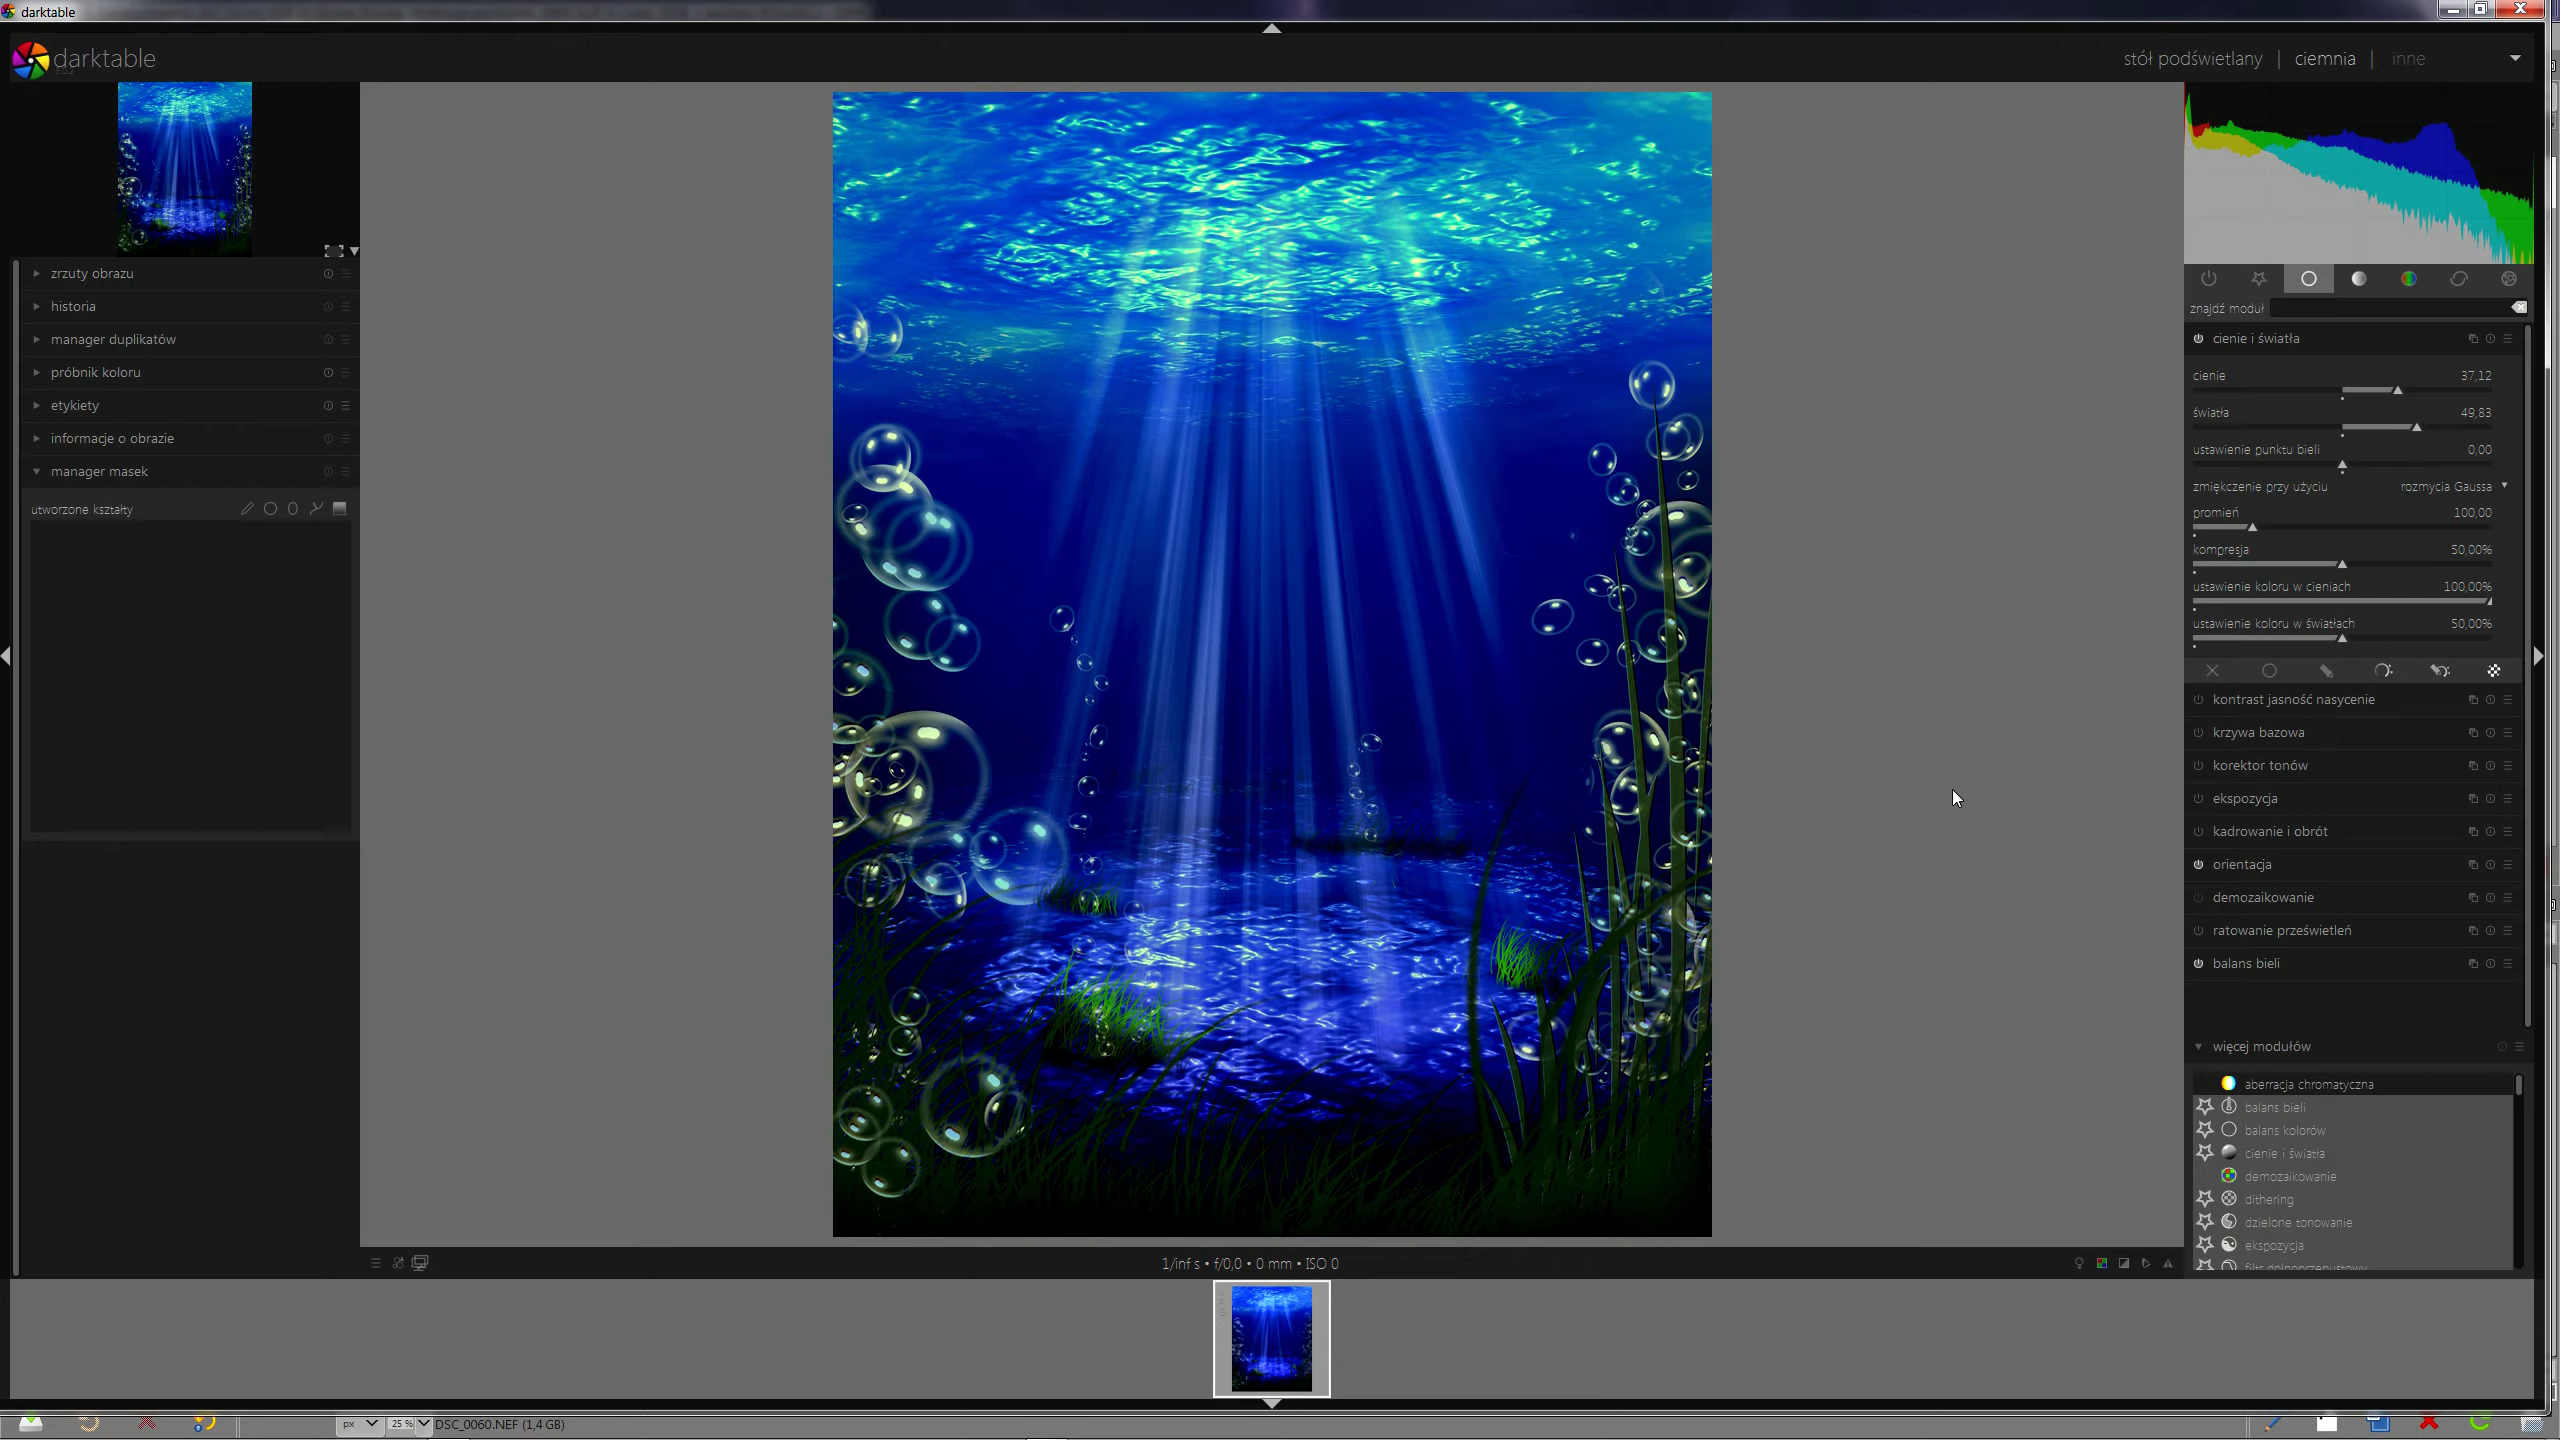 darktable
darktable
stół podświetlany | ciemnia | inne
zrzuty obrazu
historia
manager duplikatów
próbnik koloru
etykiety
informacje o obrazie
manager masek
utworzone kształty
znajdź moduł
cienie i światła
cienie 37,12
światła 49,83
ustawienie punktu bieli 0,00
zmiękczenie przy użyciu rozmycia Gaussa
promień 100,00
kompresja 50,00%
ustawienie koloru w cieniach 100,00%
ustawienie koloru w światłach 50,00%
kontrast jasność nasycenie
krzywa bazowa
korektor tonów
ekspozycja
kadrowanie i obrót
orientacja
demozaikowanie
ratowanie prześwietleń
balans bieli
więcej modułów
aberracja chromatyczna
balans bieli
balans kolorów
cienie i światła
demozaikowanie
dithering
dzielone tonowanie
ekspozycja
filtr dolnoprzepustowy
1/inf s • f/0,0 • 0 mm • ISO 0
px 25 % DSC_0060.NEF (1,4 GB)